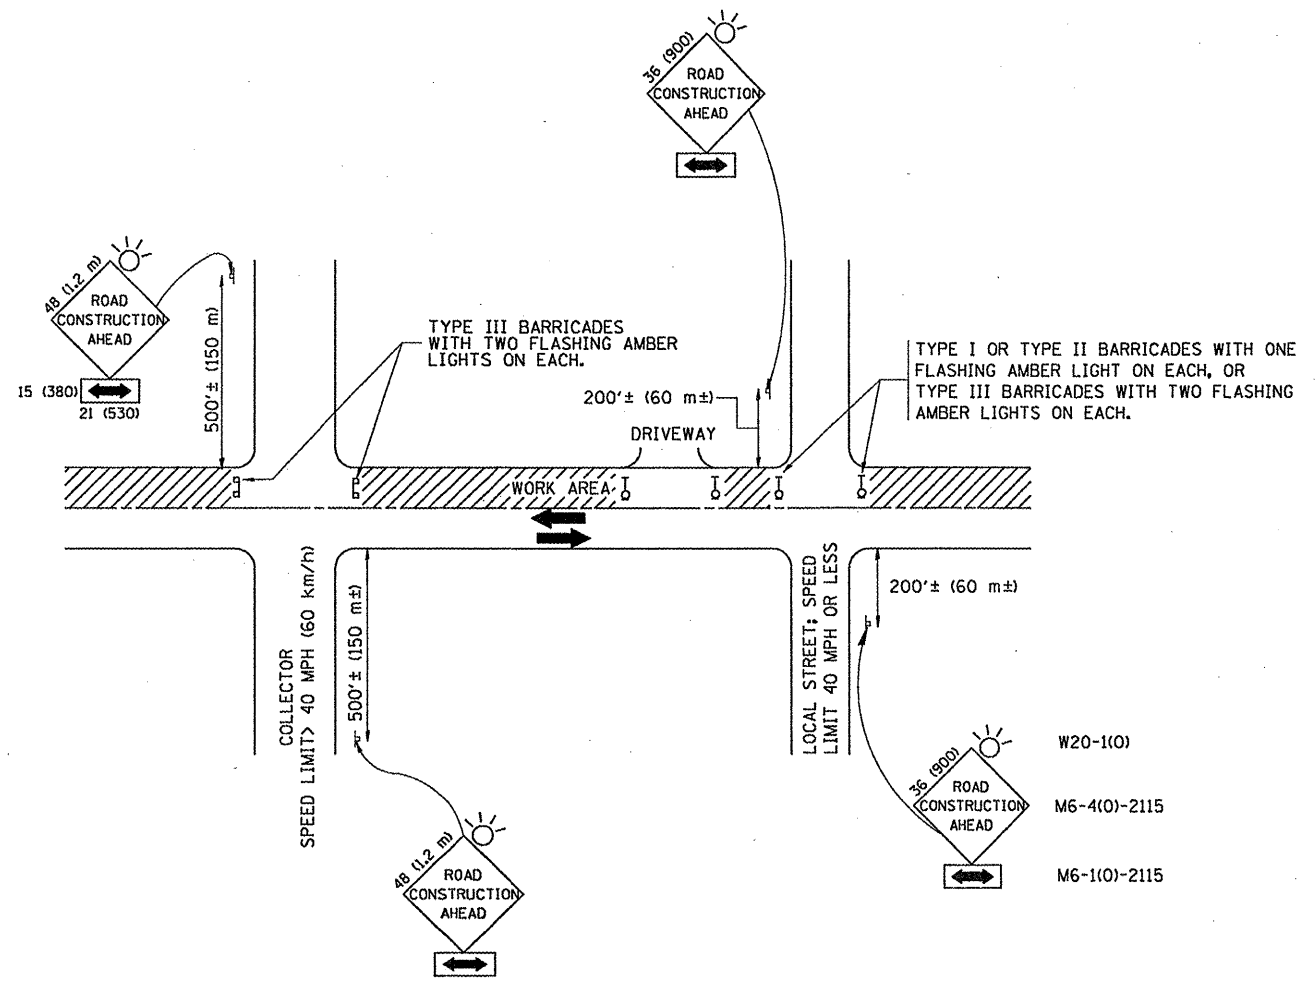 36 (900)
ROAD
CONSTRUCTION
AHEAD
48 (1.2 m)
ROAD
CONSTRUCTION
AHEAD
15 (380)
21 (530)
500'± (150 m)
TYPE III BARRICADES
WITH TWO FLASHING AMBER
LIGHTS ON EACH.
200'± (60 m±)
DRIVEWAY
TYPE I OR TYPE II BARRICADES WITH ONE
FLASHING AMBER LIGHT ON EACH, OR
TYPE III BARRICADES WITH TWO FLASHING
AMBER LIGHTS ON EACH.
WORK AREA
COLLECTOR
SPEED LIMIT> 40 MPH (60 km/h)
500'± (150 m±)
LOCAL STREET; SPEED
LIMIT 40 MPH OR LESS
200'± (60 m±)
48 (1.2 m)
ROAD
CONSTRUCTION
AHEAD
36 (900)
ROAD
CONSTRUCTION
AHEAD
W20-1(O)
M6-4(O)-2115
M6-1(O)-2115